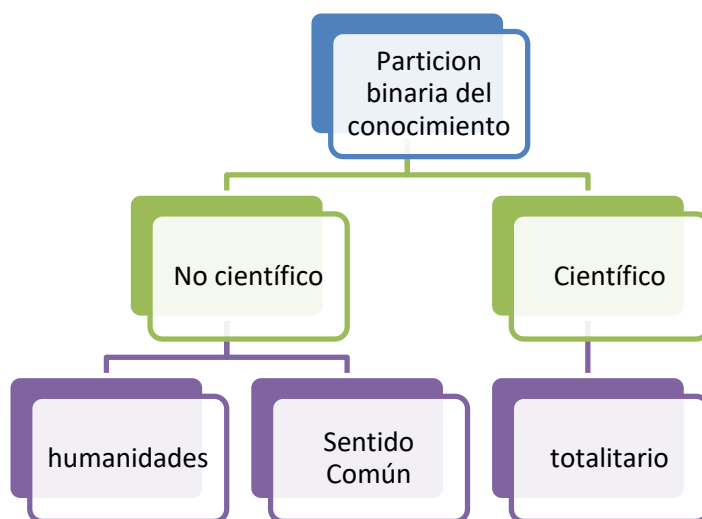 Particion
binaria del
conocimiento
No científico
Científico
humanidades
Sentido
Común
totalitario